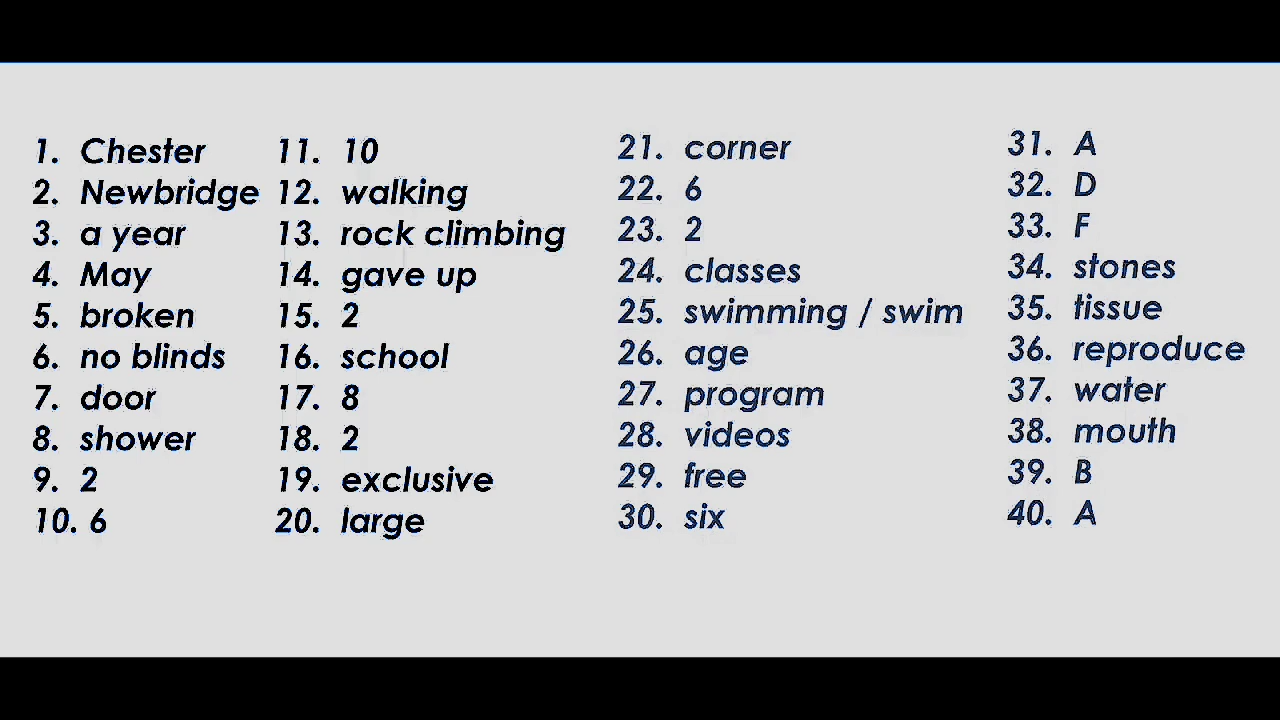 1. Chester
2. Newbridge
3. a year
4. May
5. broken
6. no blinds
7. door
8. shower
9. 2
10. 6
11. 10
12. walking
13. rock climbing
14. gave up
15. 2
16. school
17. 8
18. 2
19. exclusive
20. large
21. corner
22. 6
23. 2
24. classes
25. swimming / swim
26. age
27. program
28. videos
29. free
30. six
31. A
32. D
33. F
34. stones
35. tissue
36. reproduce
37. water
38. mouth
39. B
40. A